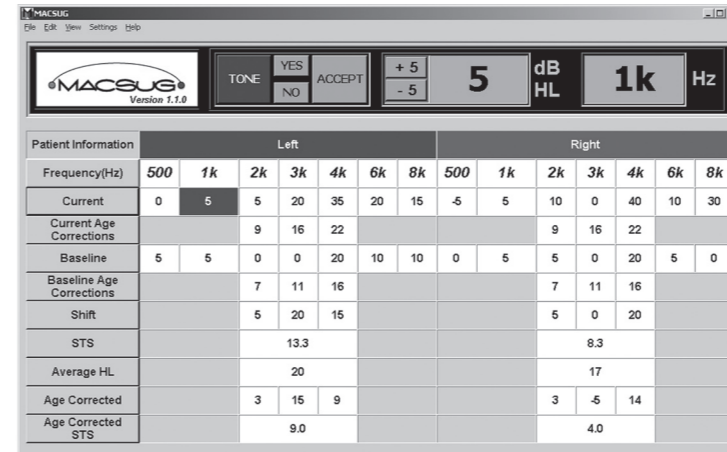 MACSUG
File Edit View Settings Help
MACSUG
Version 1.1.0
TONE YES NO ACCEPT + 5 - 5 5 dB HL 1k Hz
Patient Information Left Right
Frequency(Hz) 500 1k 2k 3k 4k 6k 8k 500 1k 2k 3k 4k 6k 8k
Current 0 5 5 20 35 20 15 -5 5 10 0 40 10 30
Current Age Corrections 9 16 22 9 16 22
Baseline 5 5 0 0 20 10 10 0 5 5 0 20 5 0
Baseline Age Corrections 7 11 16 7 11 16
Shift 5 20 15 5 0 20
STS 13.3 8.3
Average HL 20 17
Age Corrected 3 15 9 3 -5 14
Age Corrected STS 9.0 4.0